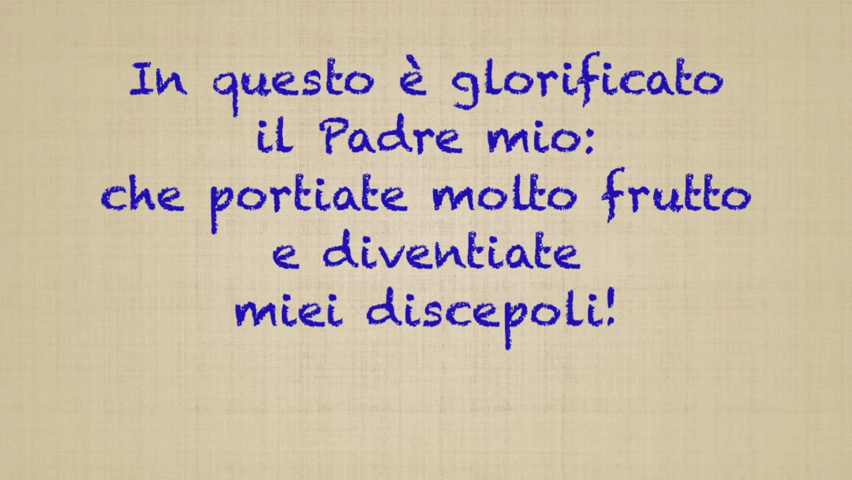 In questo è glorificato
il Padre mio:
che portiate molto frutto
e diventiate
miei discepoli!